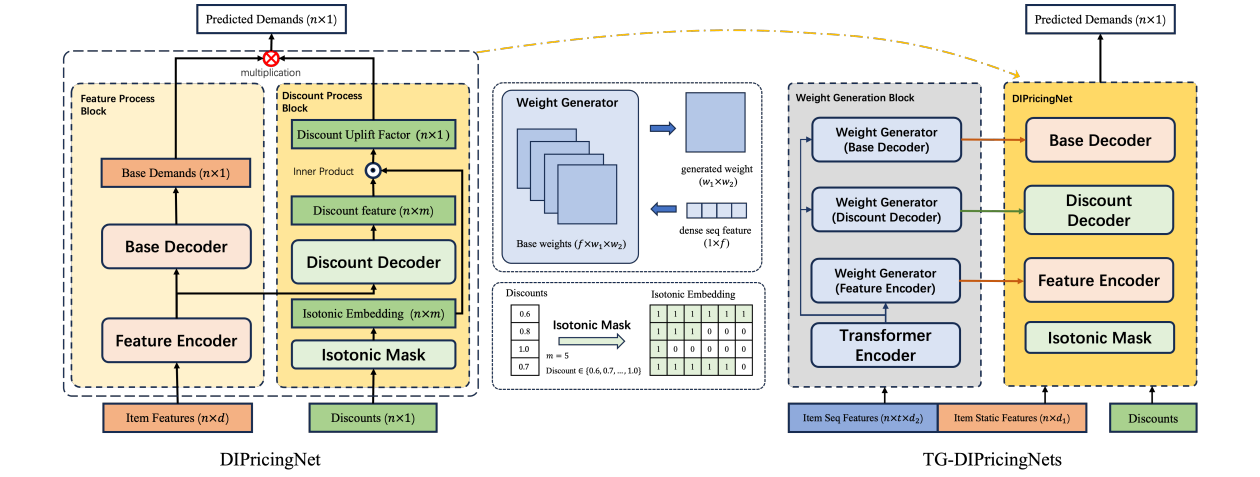 Predicted Demands (n×1)
multiplication
Feature Process
Block
Base Demands (n×1)
Base Decoder
Feature Encoder
Item Features (n×d)
Discount Process
Block
Discount Uplift Factor (n×1)
Inner Product
Discount feature (n×m)
Discount Decoder
Isotonic Embedding (n×m)
Isotonic Mask
Discounts (n×1)
DIPricingNet
Weight Generator
Base weights (f×w₁×w₂)
generated weight
(w₁×w₂)
dense seq feature
(1×f)
Discounts
0.6
0.8
1.0
0.7
Isotonic Mask
m = 5
Discount ∈ {0.6, 0.7, ..., 1.0}
Isotonic Embedding
1 1 1 1 1 1
1 1 1 0 0 0
1 0 0 0 0 0
1 1 1 1 1 0
Predicted Demands (n×1)
Weight Generation Block
Weight Generator
(Base Decoder)
Weight Generator
(Discount Decoder)
Weight Generator
(Feature Encoder)
Transformer
Encoder
DIPricingNet
Base Decoder
Discount
Decoder
Feature Encoder
Isotonic Mask
Item Seq Features (n×t×d₂)
Item Static Features (n×d₁)
Discounts
TG-DIPricingNets